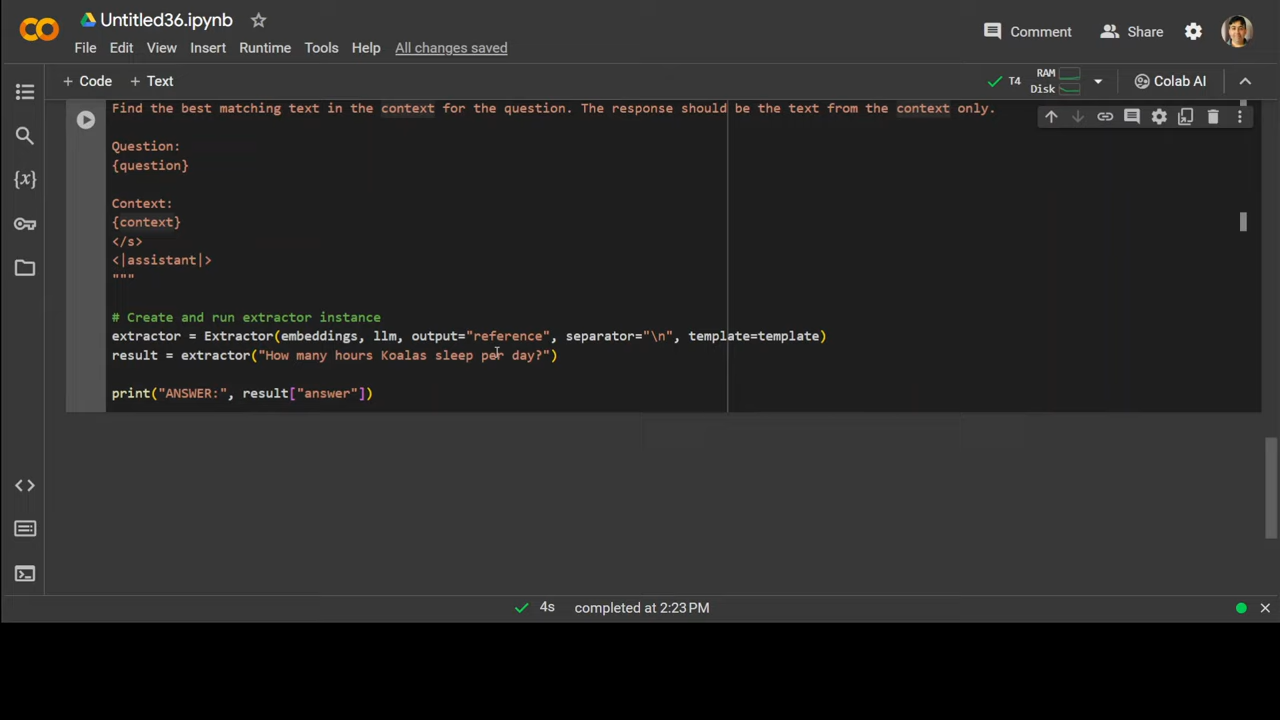 Untitled36.ipynb
File Edit View Insert Runtime Tools Help All changes saved
Comment Share
+ Code + Text
T4 RAM Disk Colab AI
Find the best matching text in the context for the question. The response should be the text from the context only.
Question:
{question}
Context:
{context}
</s>
<|assistant|>
"""
# Create and run extractor instance
extractor = Extractor(embeddings, llm, output="reference", separator="\n", template=template)
result = extractor("How many hours Koalas sleep per day?")
print("ANSWER:", result["answer"])
4s completed at 2:23 PM